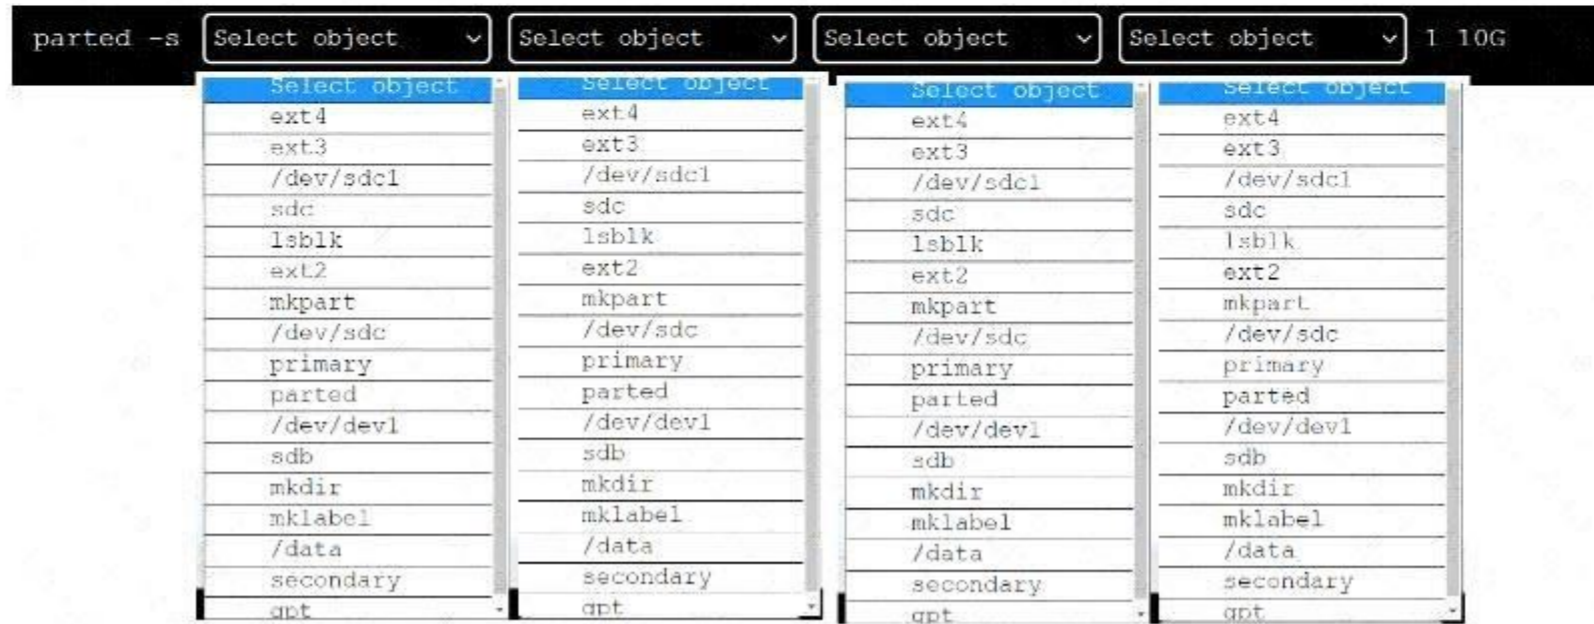 parted -s Select object Select object Select object Select object 1 10G
Select object Select object Select object Select object
ext4 ext4 ext4 ext4
ext3 ext3 ext3 ext3
/dev/sdc1 /dev/sdc1 /dev/sdc1 /dev/sdc1
sdc sdc sdc sdc
lsblk lsblk lsblk lsblk
ext2 ext2 ext2 ext2
mkpart mkpart mkpart mkpart
/dev/sdc /dev/sdc /dev/sdc /dev/sdc
primary primary primary primary
parted parted parted parted
/dev/dev1 /dev/dev1 /dev/dev1 /dev/dev1
sdb sdb sdb sdb
mkdir mkdir mkdir mkdir
mklabel mklabel mklabel mklabel
/data /data /data /data
secondary secondary secondary secondary
gpt gpt gpt gpt